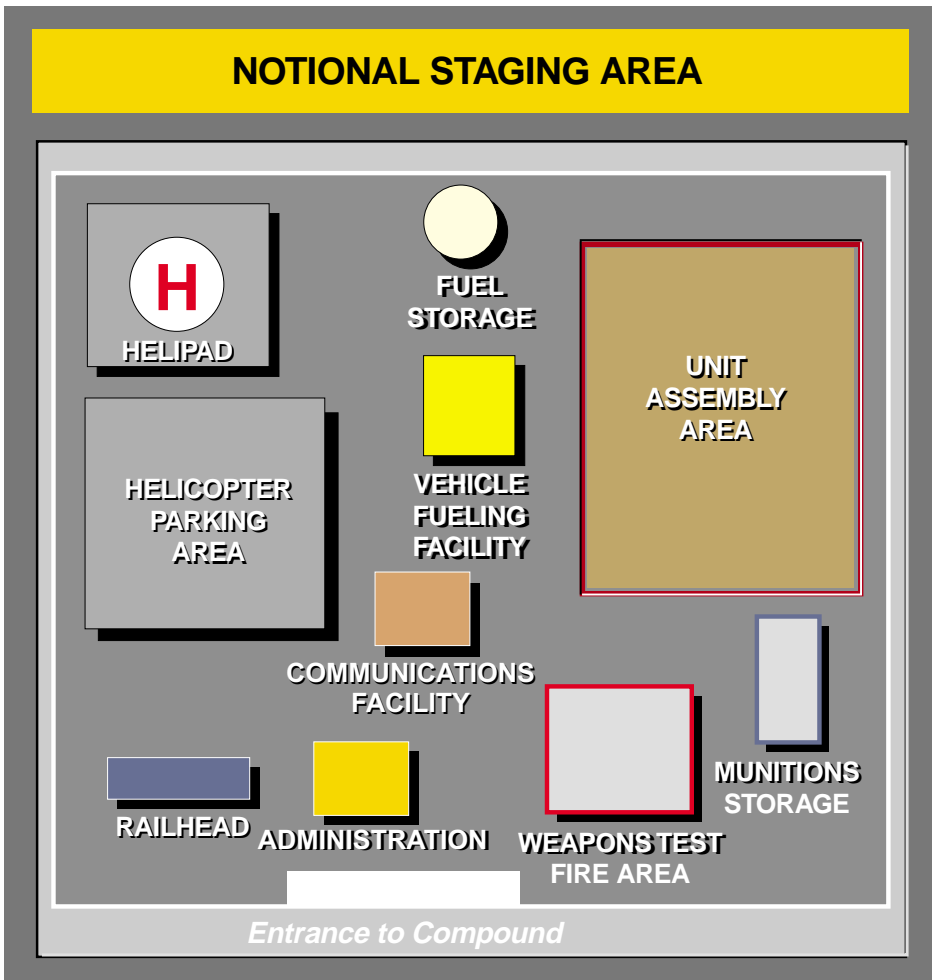 NOTIONAL STAGING AREA
H
HELIPAD
FUEL
STORAGE
UNIT
ASSEMBLY
AREA
HELICOPTER
PARKING
AREA
VEHICLE
FUELING
FACILITY
COMMUNICATIONS
FACILITY
MUNITIONS
STORAGE
RAILHEAD
ADMINISTRATION
WEAPONS TEST
FIRE AREA
Entrance to Compound